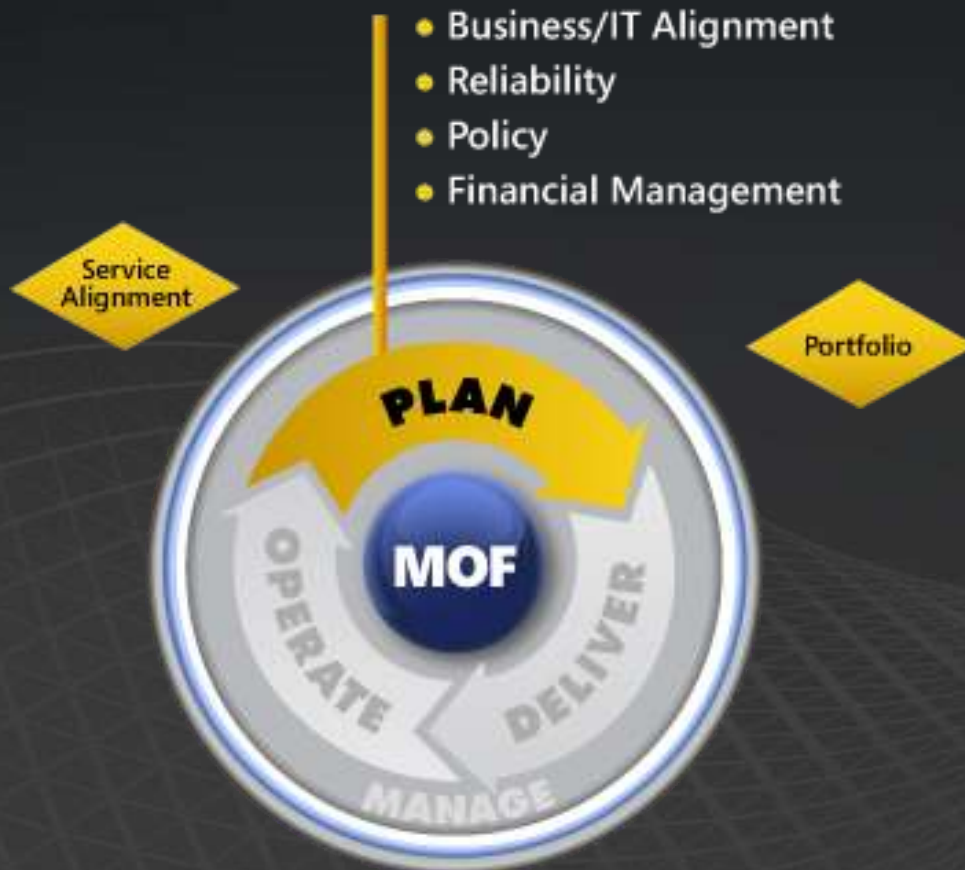 Business/IT Alignment
Reliability
Policy
Financial Management
Service
Alignment
Portfolio
PLAN
MOF
OPERATE
DELIVER
MANAGE